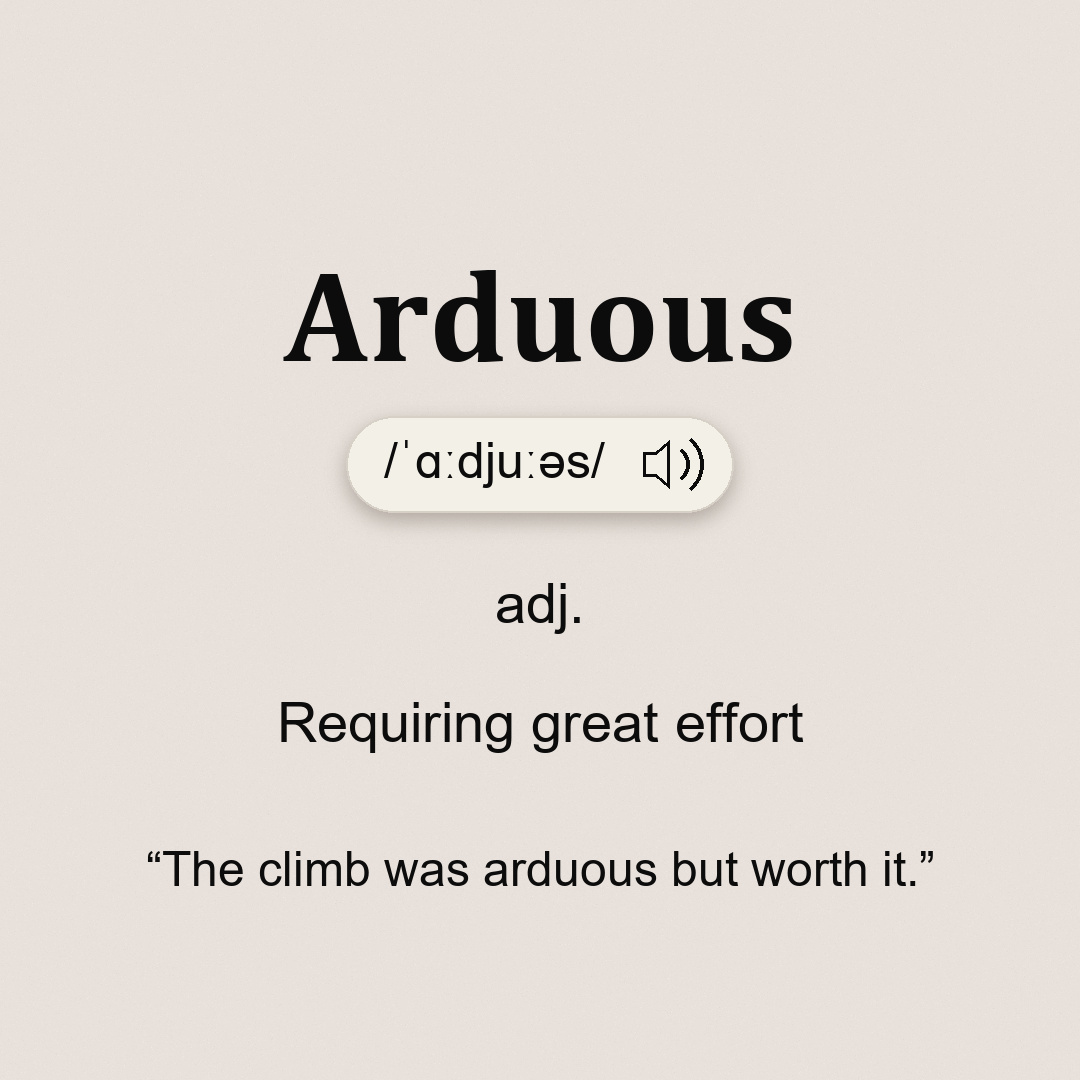 Arduous
/ˈɑːdjuːəs/
adj.
Requiring great effort
“The climb was arduous but worth it.”